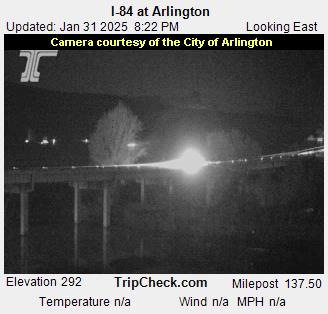 I-84 at Arlington
Updated: Jan 31 2025 8:22 PM Looking East
Camera courtesy of the City of Arlington
Elevation 292 TripCheck.com Milepost 137.50
Temperature n/a Wind n/a MPH n/a